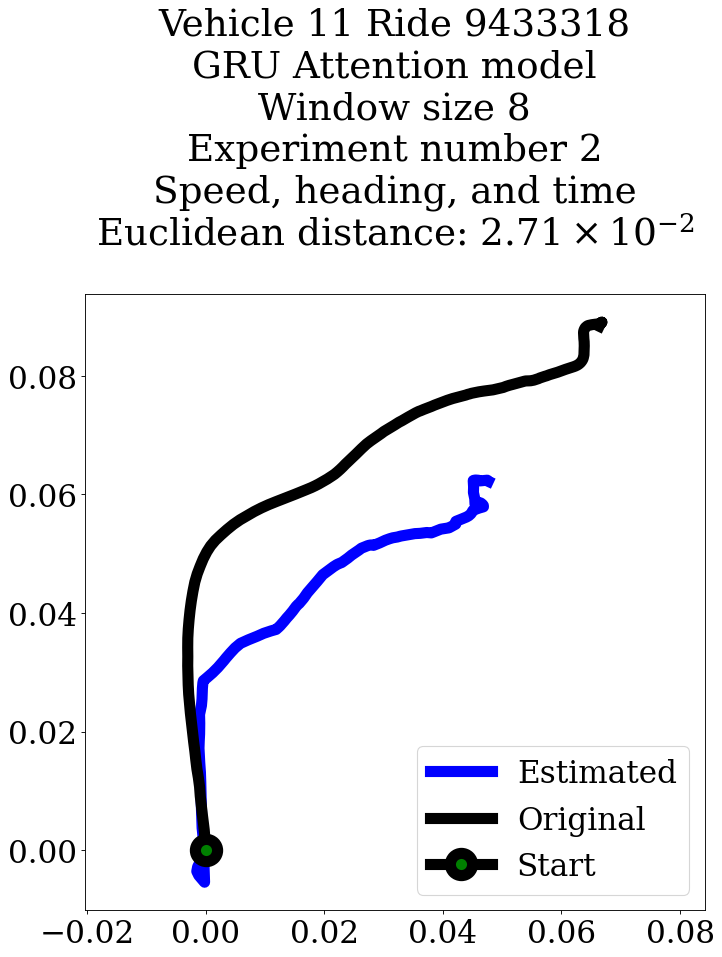 Vehicle 11 Ride 9433318
GRU Attention model
Window size 8
Experiment number 2
Speed, heading, and time
Euclidean distance: 2.71 × 10⁻²
0.08
0.06
0.04
0.02
0.00
Estimated
Original
Start
−0.02 0.00 0.02 0.04 0.06 0.08